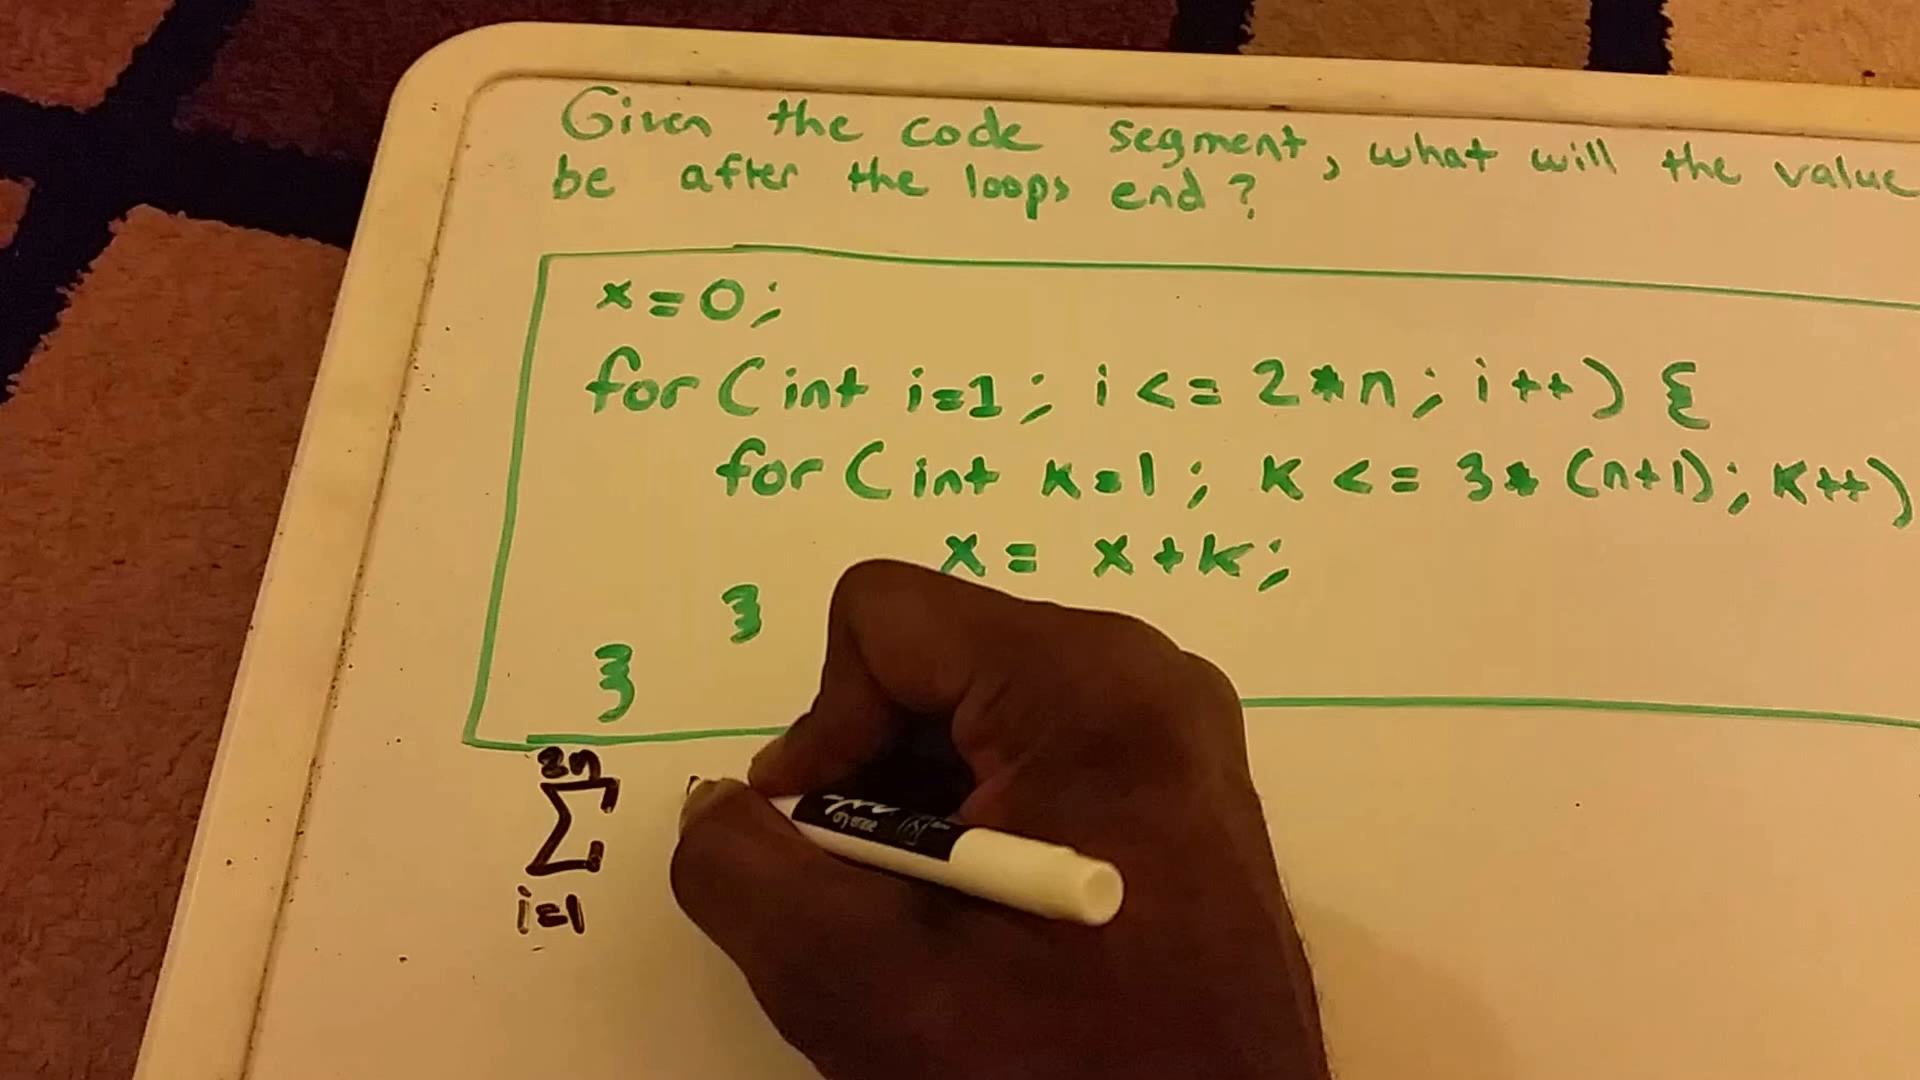 Given the code segment, what will the value
be after the loops end?
x=0;
for (int i=1; i<=2*n; i++) {
for (int k=1; k<=3*(n+1); k++)
x = x+k;
}
}
2n
∑
i=1